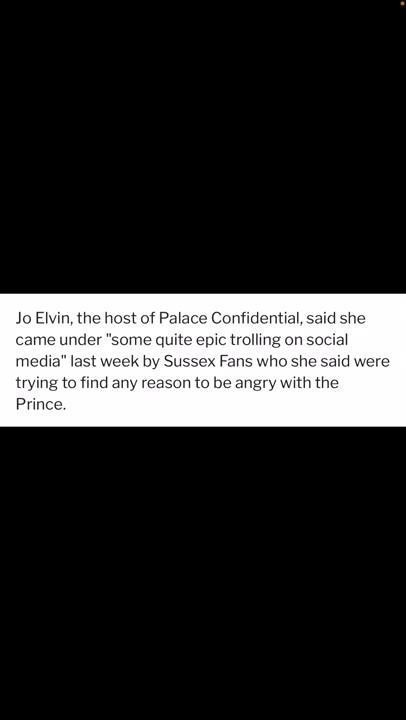 Jo Elvin, the host of Palace Confidential, said she
came under "some quite epic trolling on social
media" last week by Sussex Fans who she said were
trying to find any reason to be angry with the
Prince.